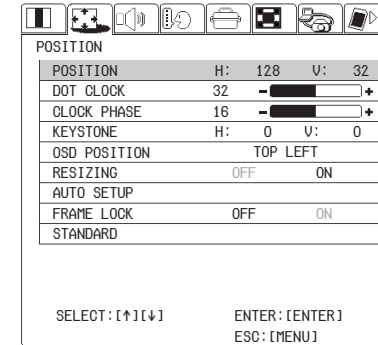 POSITION
POSITION H: 128 V: 32
DOT CLOCK 32 - +
CLOCK PHASE 16 - +
KEYSTONE H: 0 V: 0
OSD POSITION TOP LEFT
RESIZING OFF ON
AUTO SETUP
FRAME LOCK OFF ON
STANDARD
SELECT:[↑][↓] ENTER:[ENTER]
ESC:[MENU]